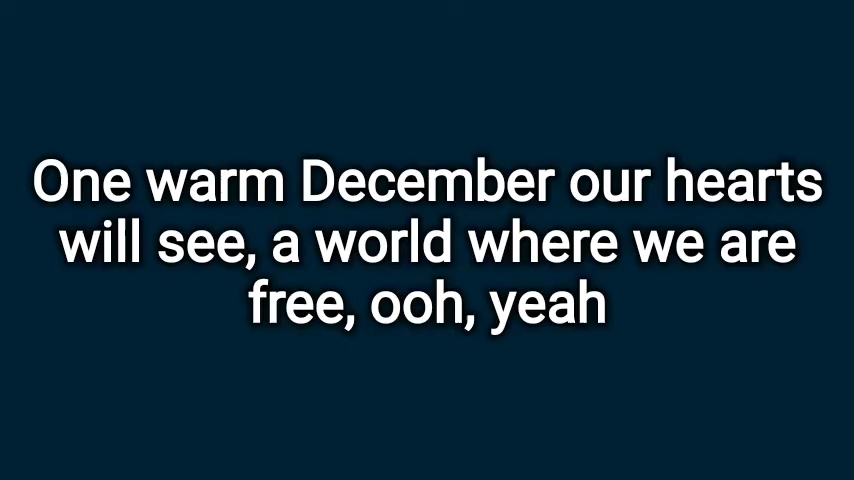 One warm December our hearts
will see, a world where we are
free, ooh, yeah